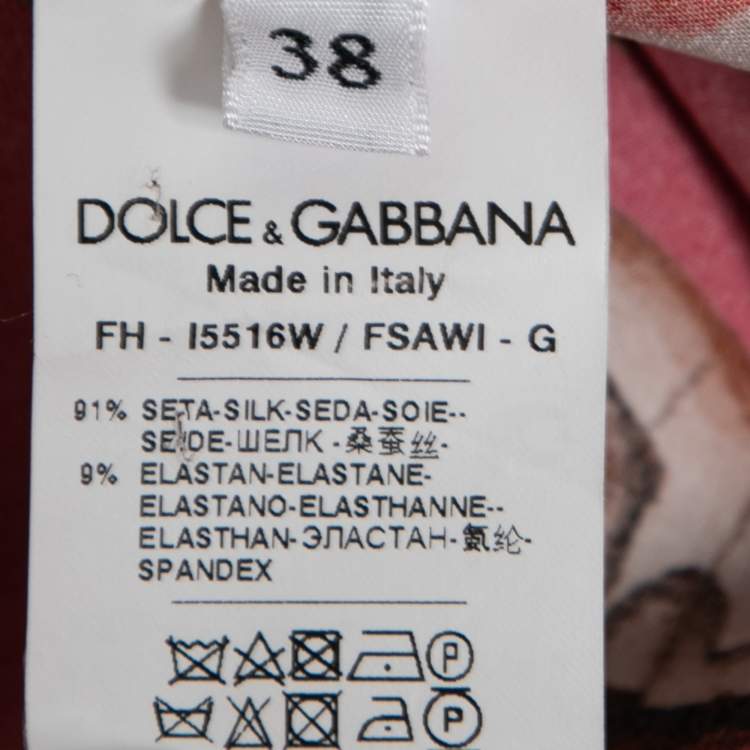 38
DOLCE & GABBANA
Made in Italy
FH - I5516W / FSAWI - G
91% SETA-SILK-SEDA-SOIE--
SEIDE-ШЕЛК -桑蚕丝-
9% ELASTAN-ELASTANE-
ELASTANO-ELASTHANNE--
ELASTHAN-ЭЛАСТАН-氨纶-
SPANDEX
P
P